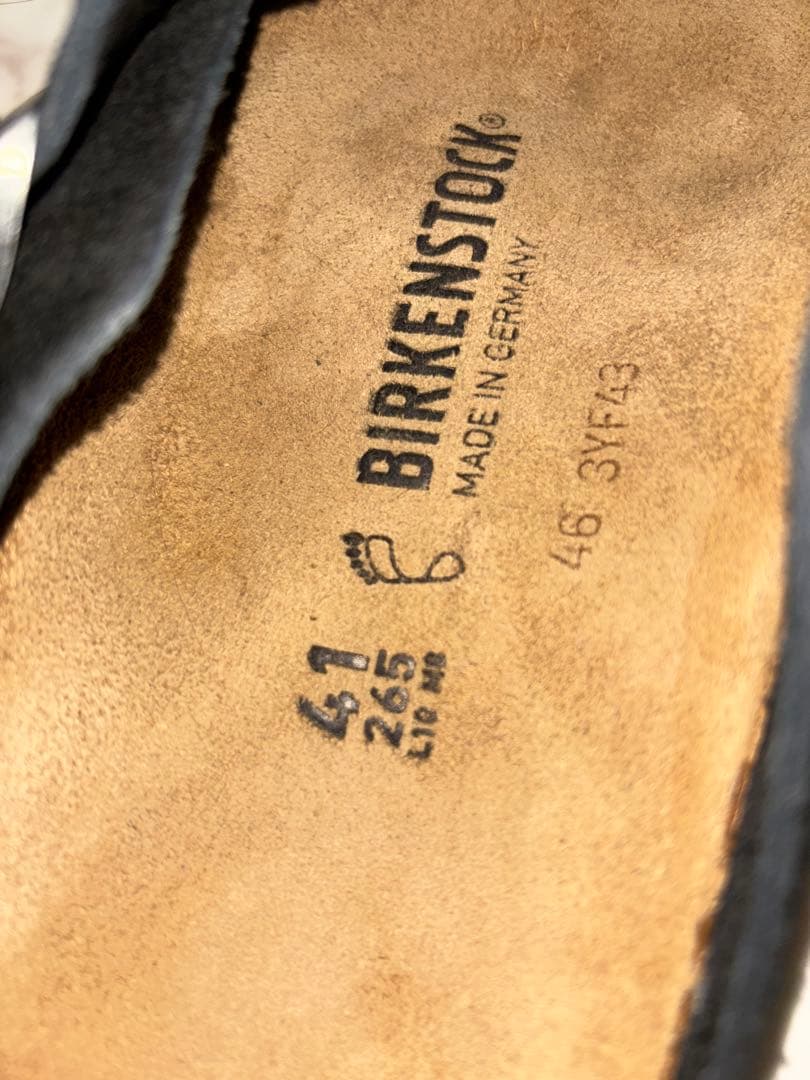 BIRKENSTOCK®
MADE IN GERMANY
46 3YF43
41
265
L10 M8